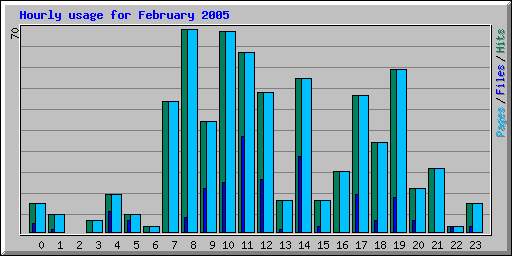 Hourly usage for February 2005
70
Pages / Files / Hits
0 1 2 3 4 5 6 7 8 9 10 11 12 13 14 15 16 17 18 19 20 21 22 23